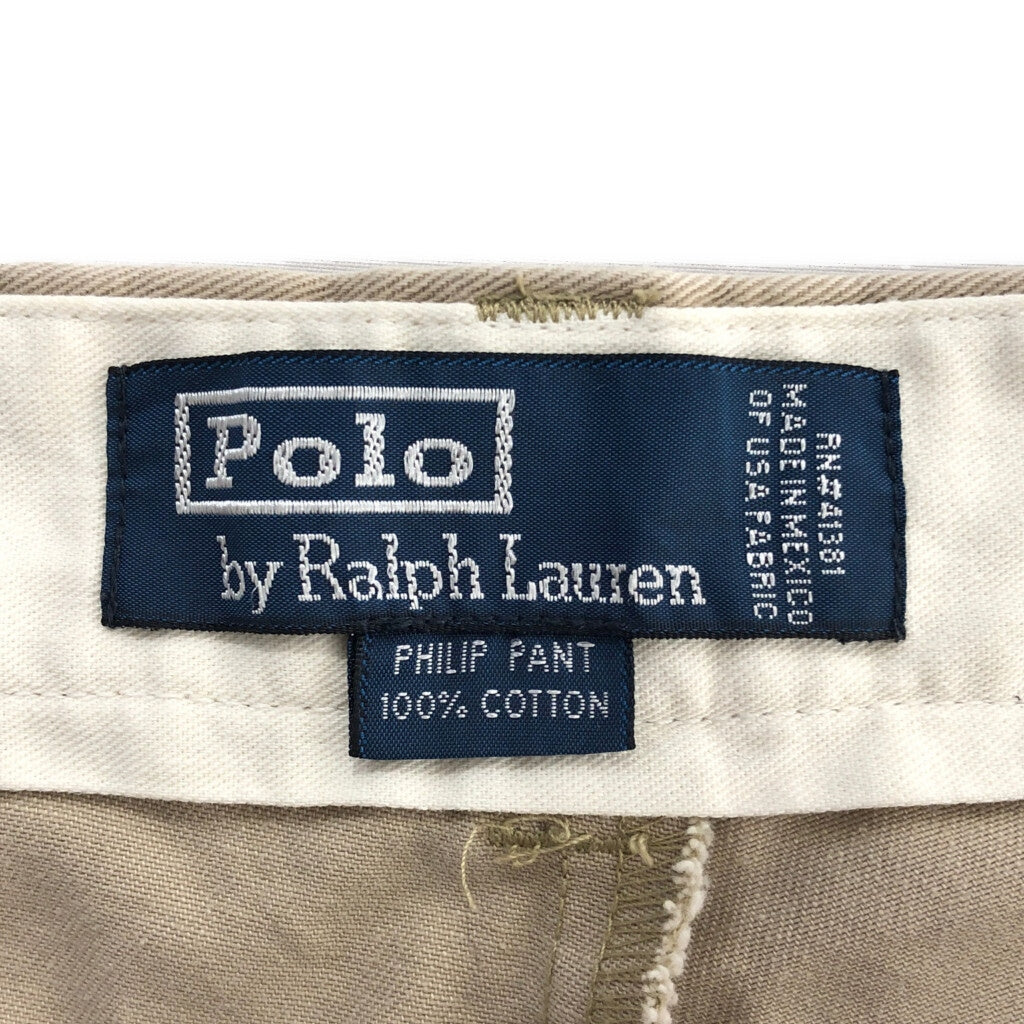 Polo
by Ralph Lauren
RN#41381
MADE IN MEXICO
OF USA FABRIC
PHILIP PANT
100% COTTON